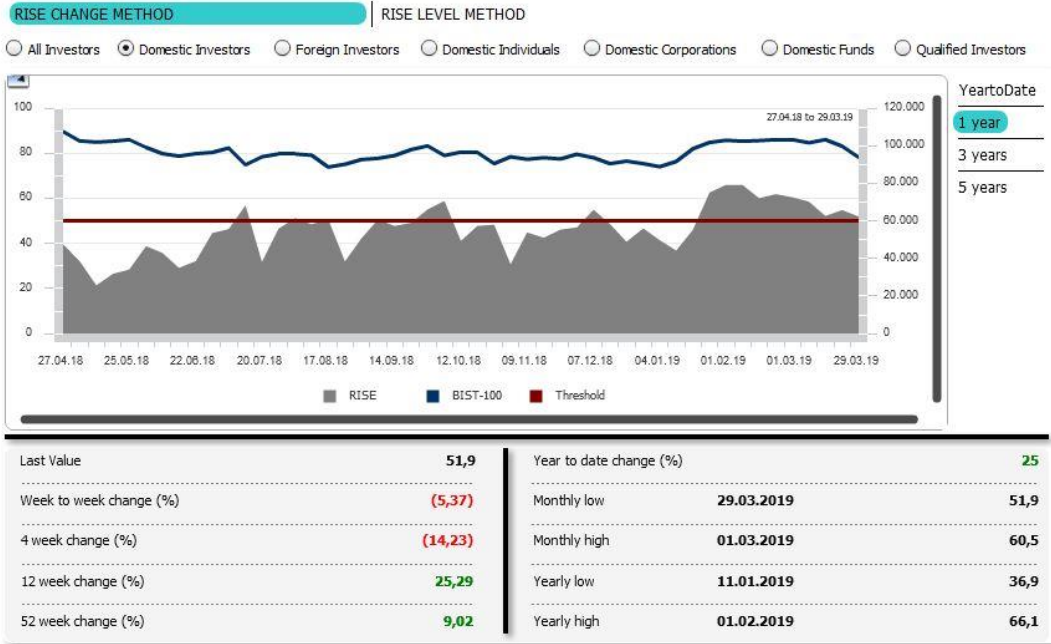 RISE CHANGE METHOD RISE LEVEL METHOD
All Investors Domestic Investors Foreign Investors Domestic Individuals Domestic Corporations Domestic Funds Qualified Investors
YeartoDate
1 year
3 years
5 years
27.04.18 to 29.03.19
100 120.000
80 100.000
80.000
60
60.000
40 40.000
20 20.000
0 0
27.04.18 25.05.18 22.06.18 20.07.18 17.08.18 14.09.18 12.10.18 09.11.18 07.12.18 04.01.19 01.02.19 01.03.19 29.03.19
RISE BIST-100 Threshold
Last Value 51,9
Week to week change (%) (5,37)
4 week change (%) (14,23)
12 week change (%) 25,29
52 week change (%) 9,02
Year to date change (%) 25
Monthly low 29.03.2019 51,9
Monthly high 01.03.2019 60,5
Yearly low 11.01.2019 36,9
Yearly high 01.02.2019 66,1